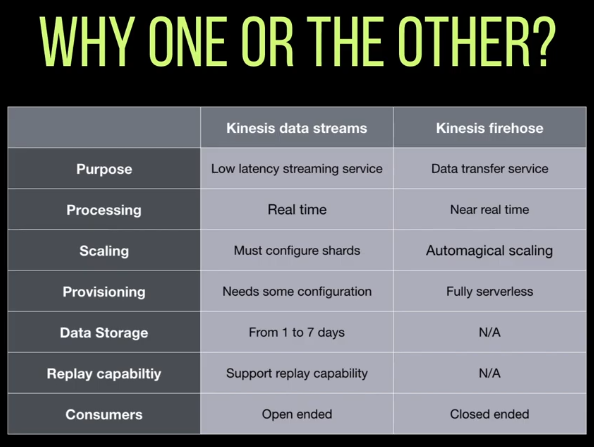 WHY ONE OR THE OTHER?
Kinesis data streams Kinesis firehose
Purpose Low latency streaming service Data transfer service
Processing Real time Near real time
Scaling Must configure shards Automagical scaling
Provisioning Needs some configuration Fully serverless
Data Storage From 1 to 7 days N/A
Replay capabiltiy Support replay capability N/A
Consumers Open ended Closed ended